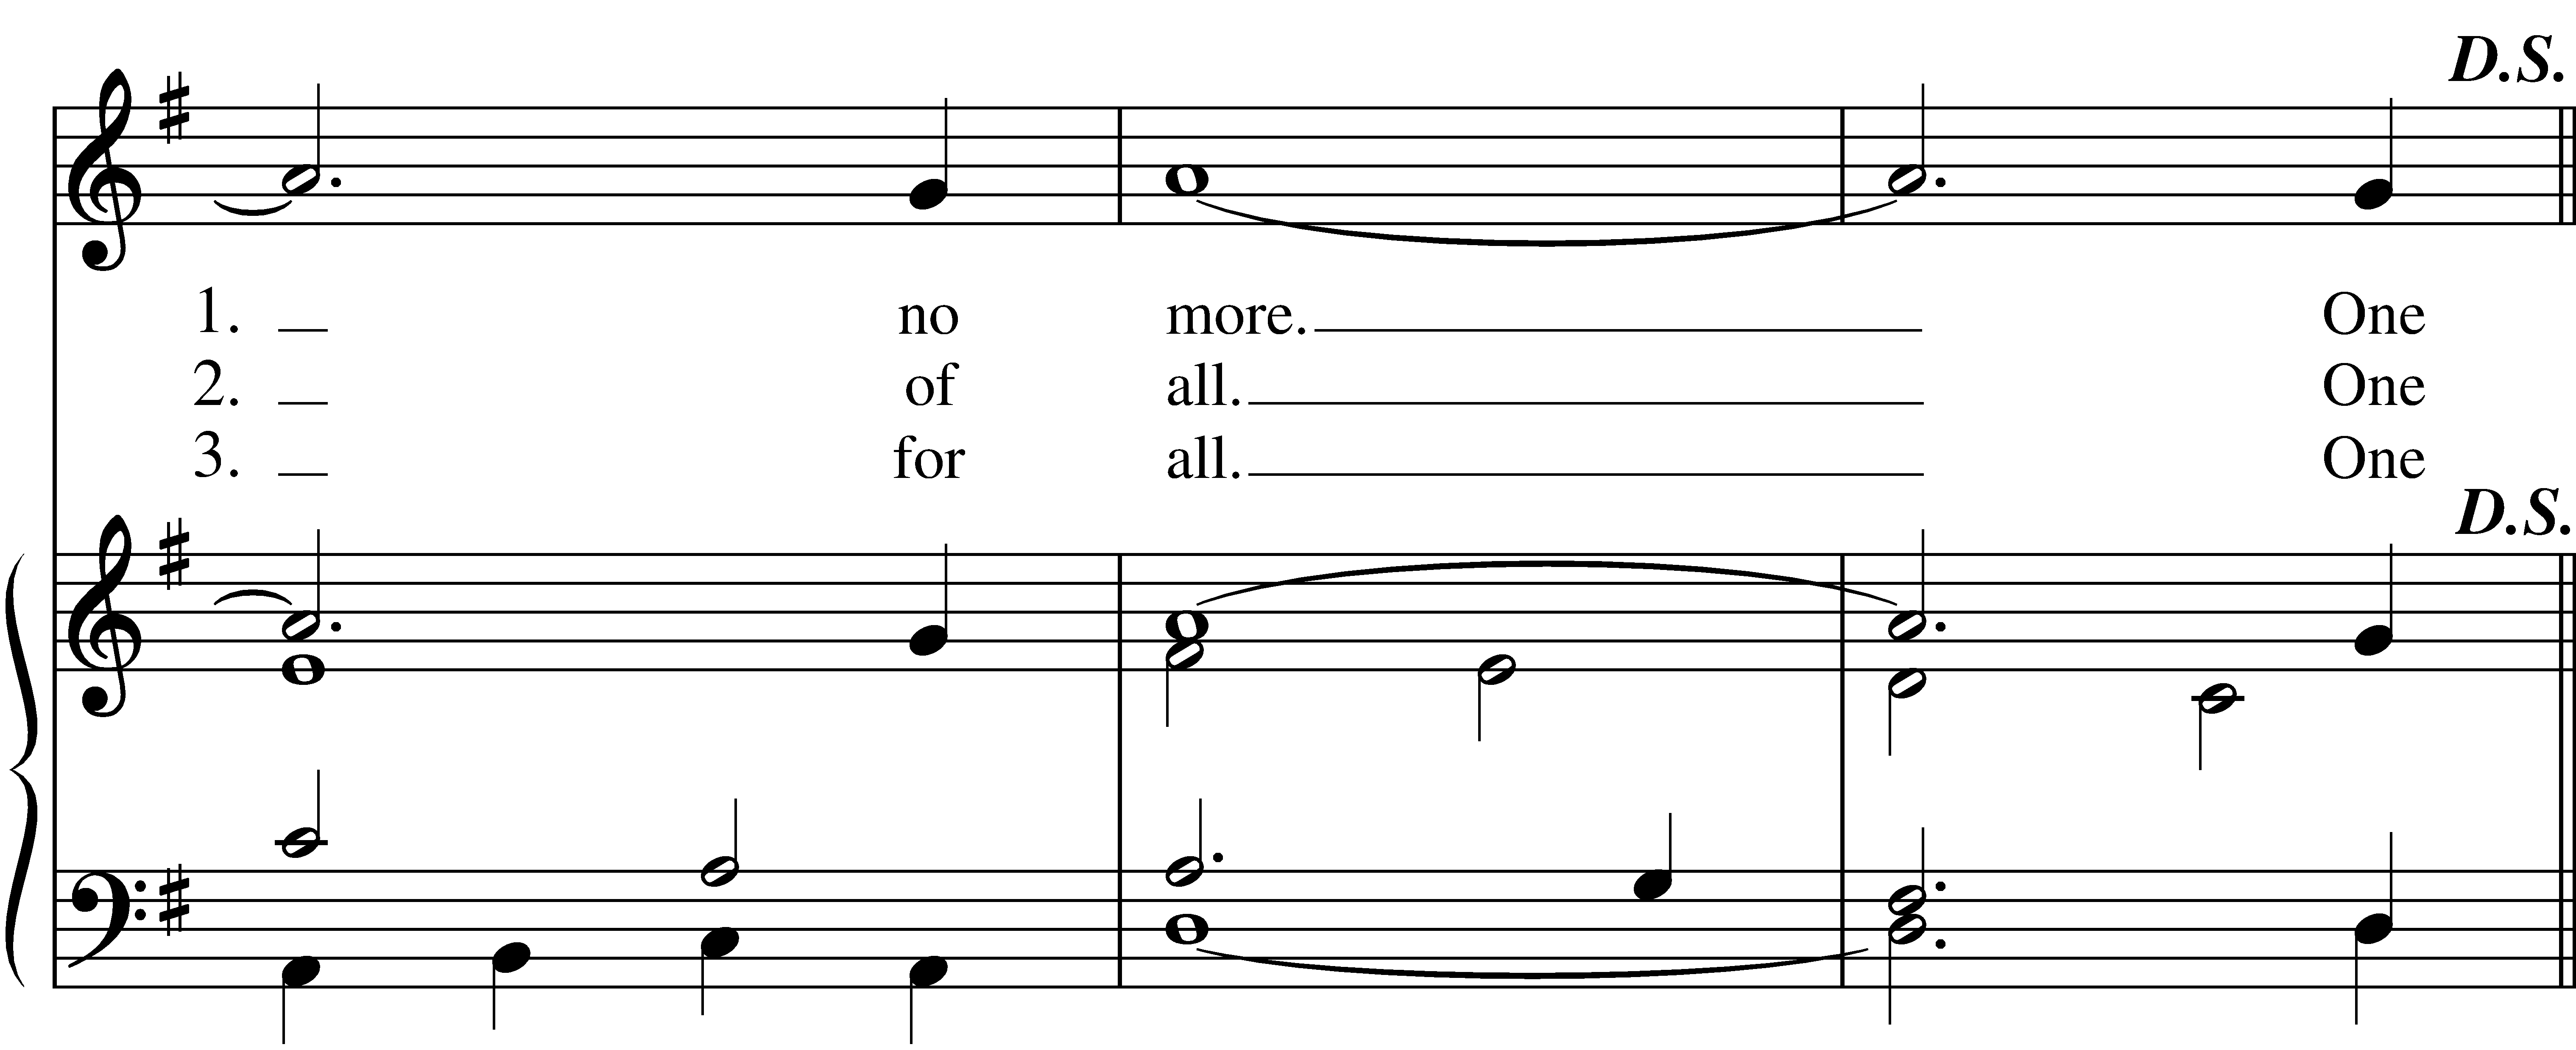 D.S.
1. no more. One
2. of all. One
3. for all. One
D.S.